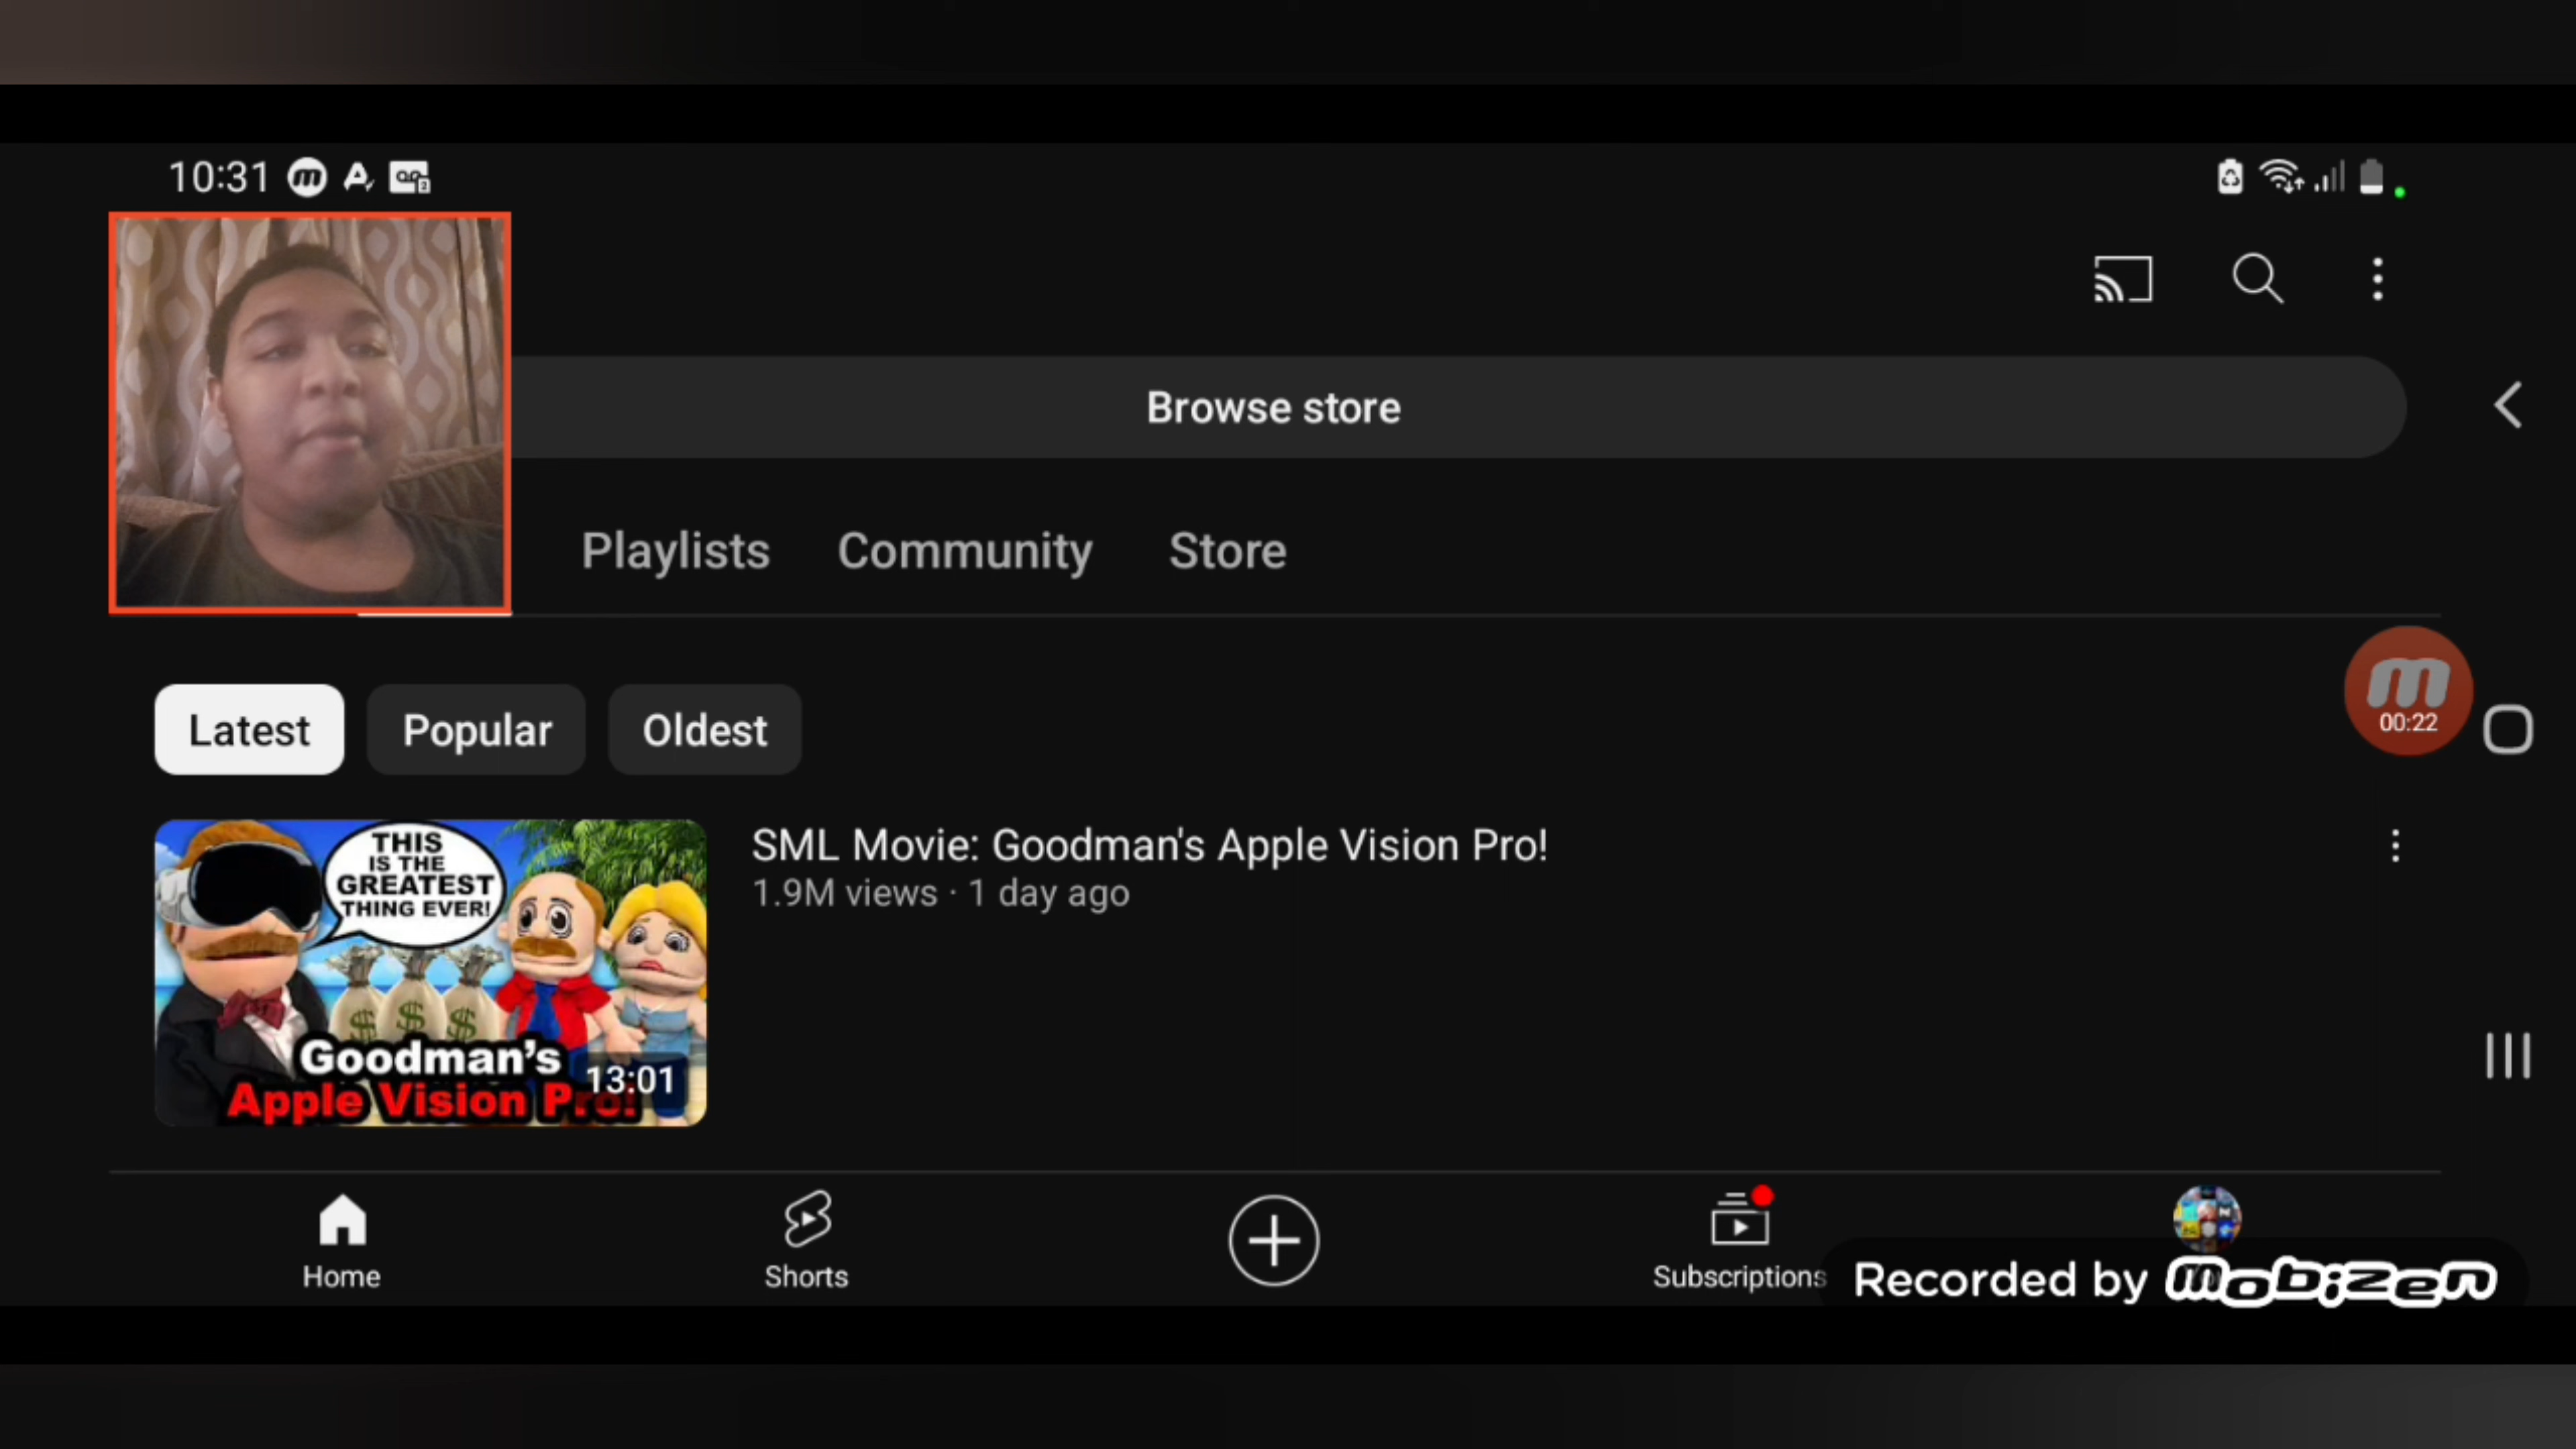 10:31
Browse store
Playlists Community Store
Latest Popular Oldest
00:22
THIS
IS THE
GREATEST
THING EVER!
$ $ $
Goodman's
Apple Vision Pro!
13:01
SML Movie: Goodman's Apple Vision Pro!
1.9M views · 1 day ago
Home
Shorts
Subscriptions
Recorded by mobizen